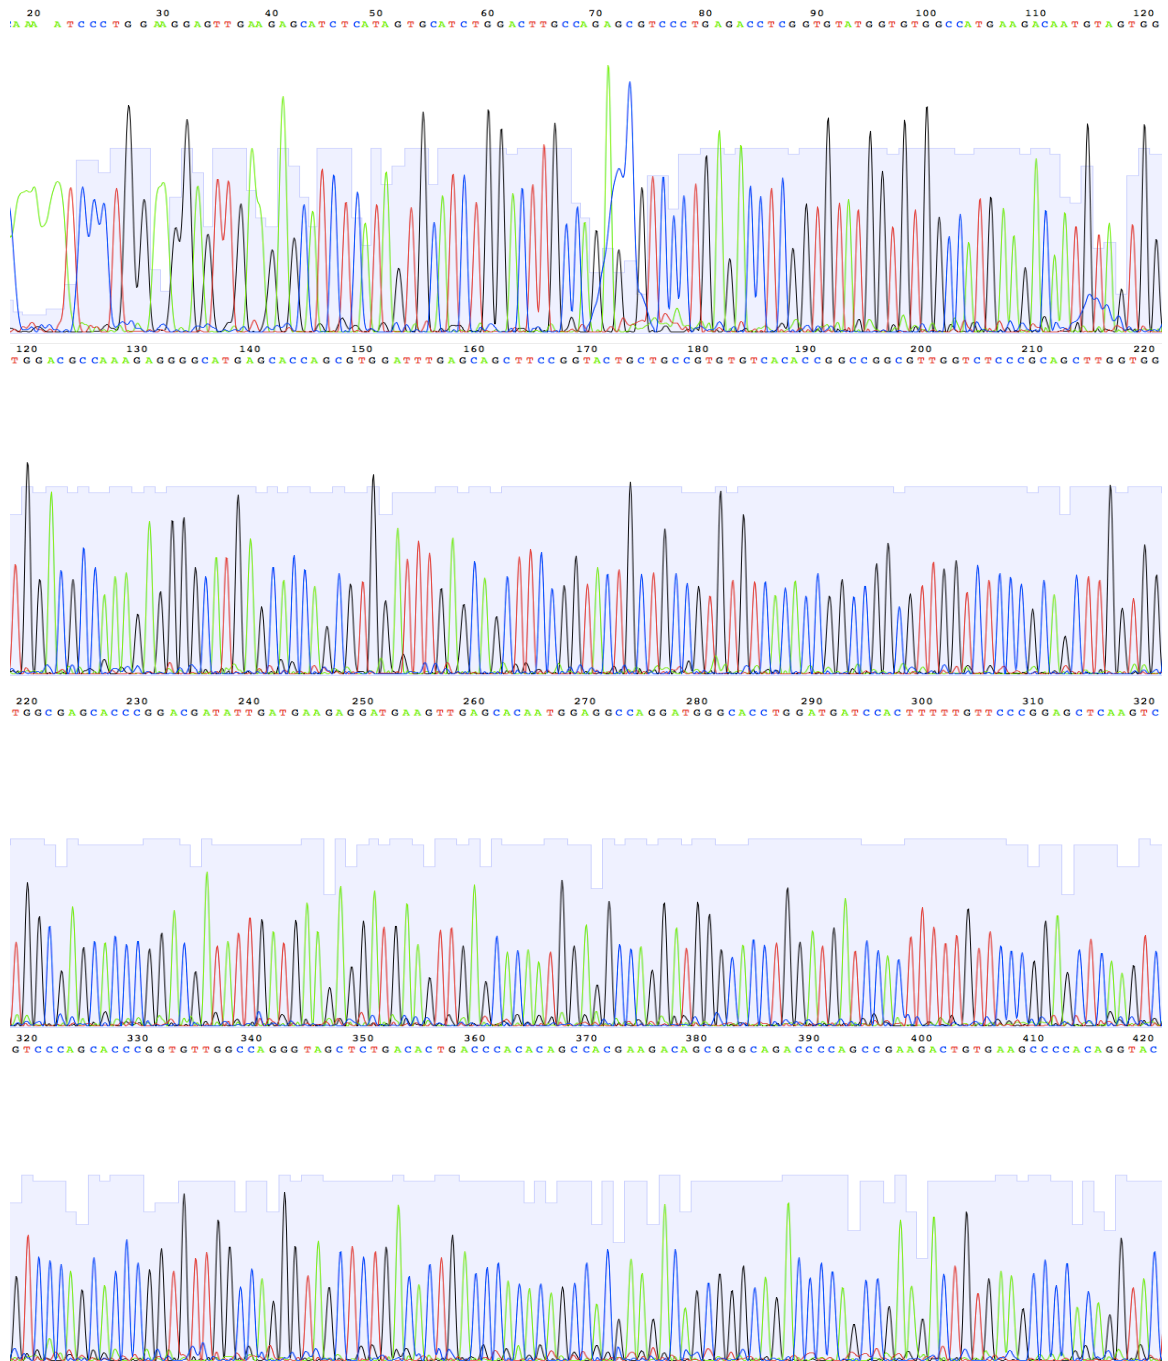 20 30 40 50 60 70 80 90 100 110 120
AAA ATCCCTGGAAGGAGTTGAAGAGCATCTCATAGTGCATCTGGACTTGCCAGAGCGTCCCTGAGACCTCGGTGTATGGTGTGGCCATGAAGACAATGTAGTGG
120 130 140 150 160 170 180 190 200 210 220
TGGACGCCAAAGAGGGGCATGAGCACCAGCGTGGATTTGAGCAGCTTCCGGTACTGCTGCCGTGTGTCACACCGGCCGGCGTTGGTCTCCCGCAGCTTGGTGG
220 230 240 250 260 270 280 290 300 310 320
TGGCGAGCACCCGGACGATATTGATGAAGAGGATGAAGTTGAGCACAATGGAGGCCAGGATGGGCACCTGGATGATCCACTTTTTGTTCCCGGAGCTCAAGTC
320 330 340 350 360 370 380 390 400 410 420
GTCCCAGCACCCGGTGTTGGCCAGGGTAGCTCTGACACTGACCCACACAGCCACGAAGACAGCGGGCAGACCCCAGCCGAAGACTGTGAAGCCCCACAGGTAC